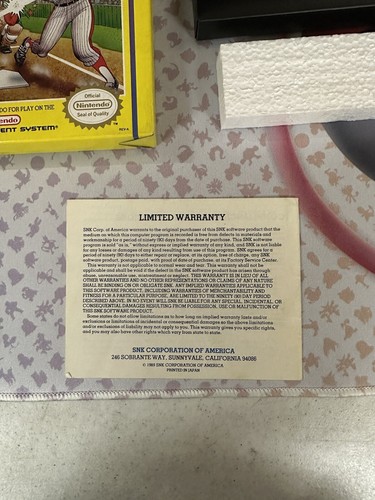 DO FOR PLAY ON THE
Nintendo
ENT SYSTEM®
Official
Nintendo
Seal of Quality
LIMITED WARRANTY
SNK Corp. of America warrants to the original purchaser of this SNK software product that the
medium on which this computer program is recorded is free from defects in materials and
workmanship for a period of ninety (90) days from the date of purchase. This SNK software
program is sold "as is," without express or implied warranty of any kind, and SNK is not liable
for any losses or damages of any kind resulting from use of this program. SNK agrees for a
period of ninety (90) days to either repair or replace, at its option, free of charge, any SNK
software product, postage paid, with proof of date of purchase, at its Factory Service Center.
This warranty is not applicable to normal wear and tear. This warranty shall not be
applicable and shall be void if the defect in the SNK software product has arisen through
abuse, unreasonable use, mistreatment or neglect. THIS WARRANTY IS IN LIEU OF ALL
OTHER WARRANTIES AND NO OTHER REPRESENTATIONS OR CLAIMS OF ANY NATURE
SHALL BE BINDING ON OR OBLIGATE SNK. ANY IMPLIED WARRANTIES APPLICABLE TO
THIS SOFTWARE PRODUCT, INCLUDING WARRANTIES OF MERCHANTABILITY AND
FITNESS FOR A PARTICULAR PURPOSE, ARE LIMITED TO THE NINETY (90) DAY PERIOD
DESCRIBED ABOVE. IN NO EVENT WILL SNK BE LIABLE FOR ANY SPECIAL, INCIDENTAL, OR
CONSEQUENTIAL DAMAGES RESULTING FROM POSSESSION, USE OR MALFUNCTION OF
THIS SNK SOFTWARE PRODUCT.
Some states do not allow limitations as to how long an implied warranty lasts and/or
exclusions or limitations of incidental or consequential damages so the above limitations
and/or exclusions of liability may not apply to you. This warranty gives you specific rights,
and you may also have other rights which vary from state to state.
SNK CORPORATION OF AMERICA
246 SOBRANTE WAY, SUNNYVALE, CALIFORNIA 94086
© 1989 SNK CORPORATION OF AMERICA
PRINTED IN JAPAN